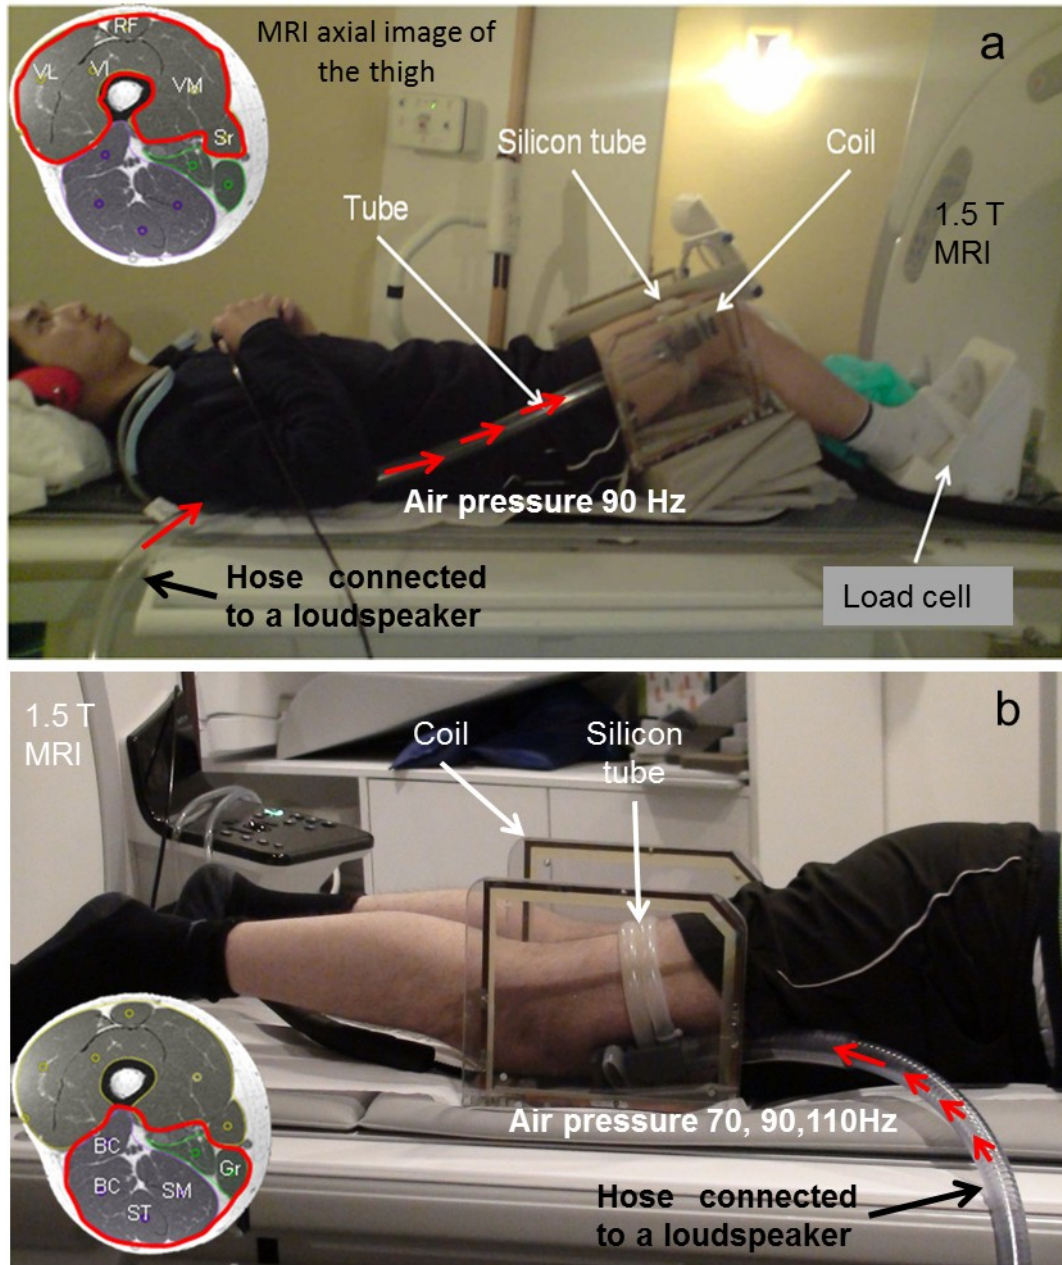 MRI axial image of
the thigh
a
RF
VL
VI
VM
Sr
Silicon tube
Coil
Tube
1.5 T
MRI
Air pressure 90 Hz
Hose connected
to a loudspeaker
Load cell
1.5 T
MRI
b
Coil
Silicon
tube
Air pressure 70, 90,110Hz
BC
Gr
BC
SM
ST
Hose connected
to a loudspeaker